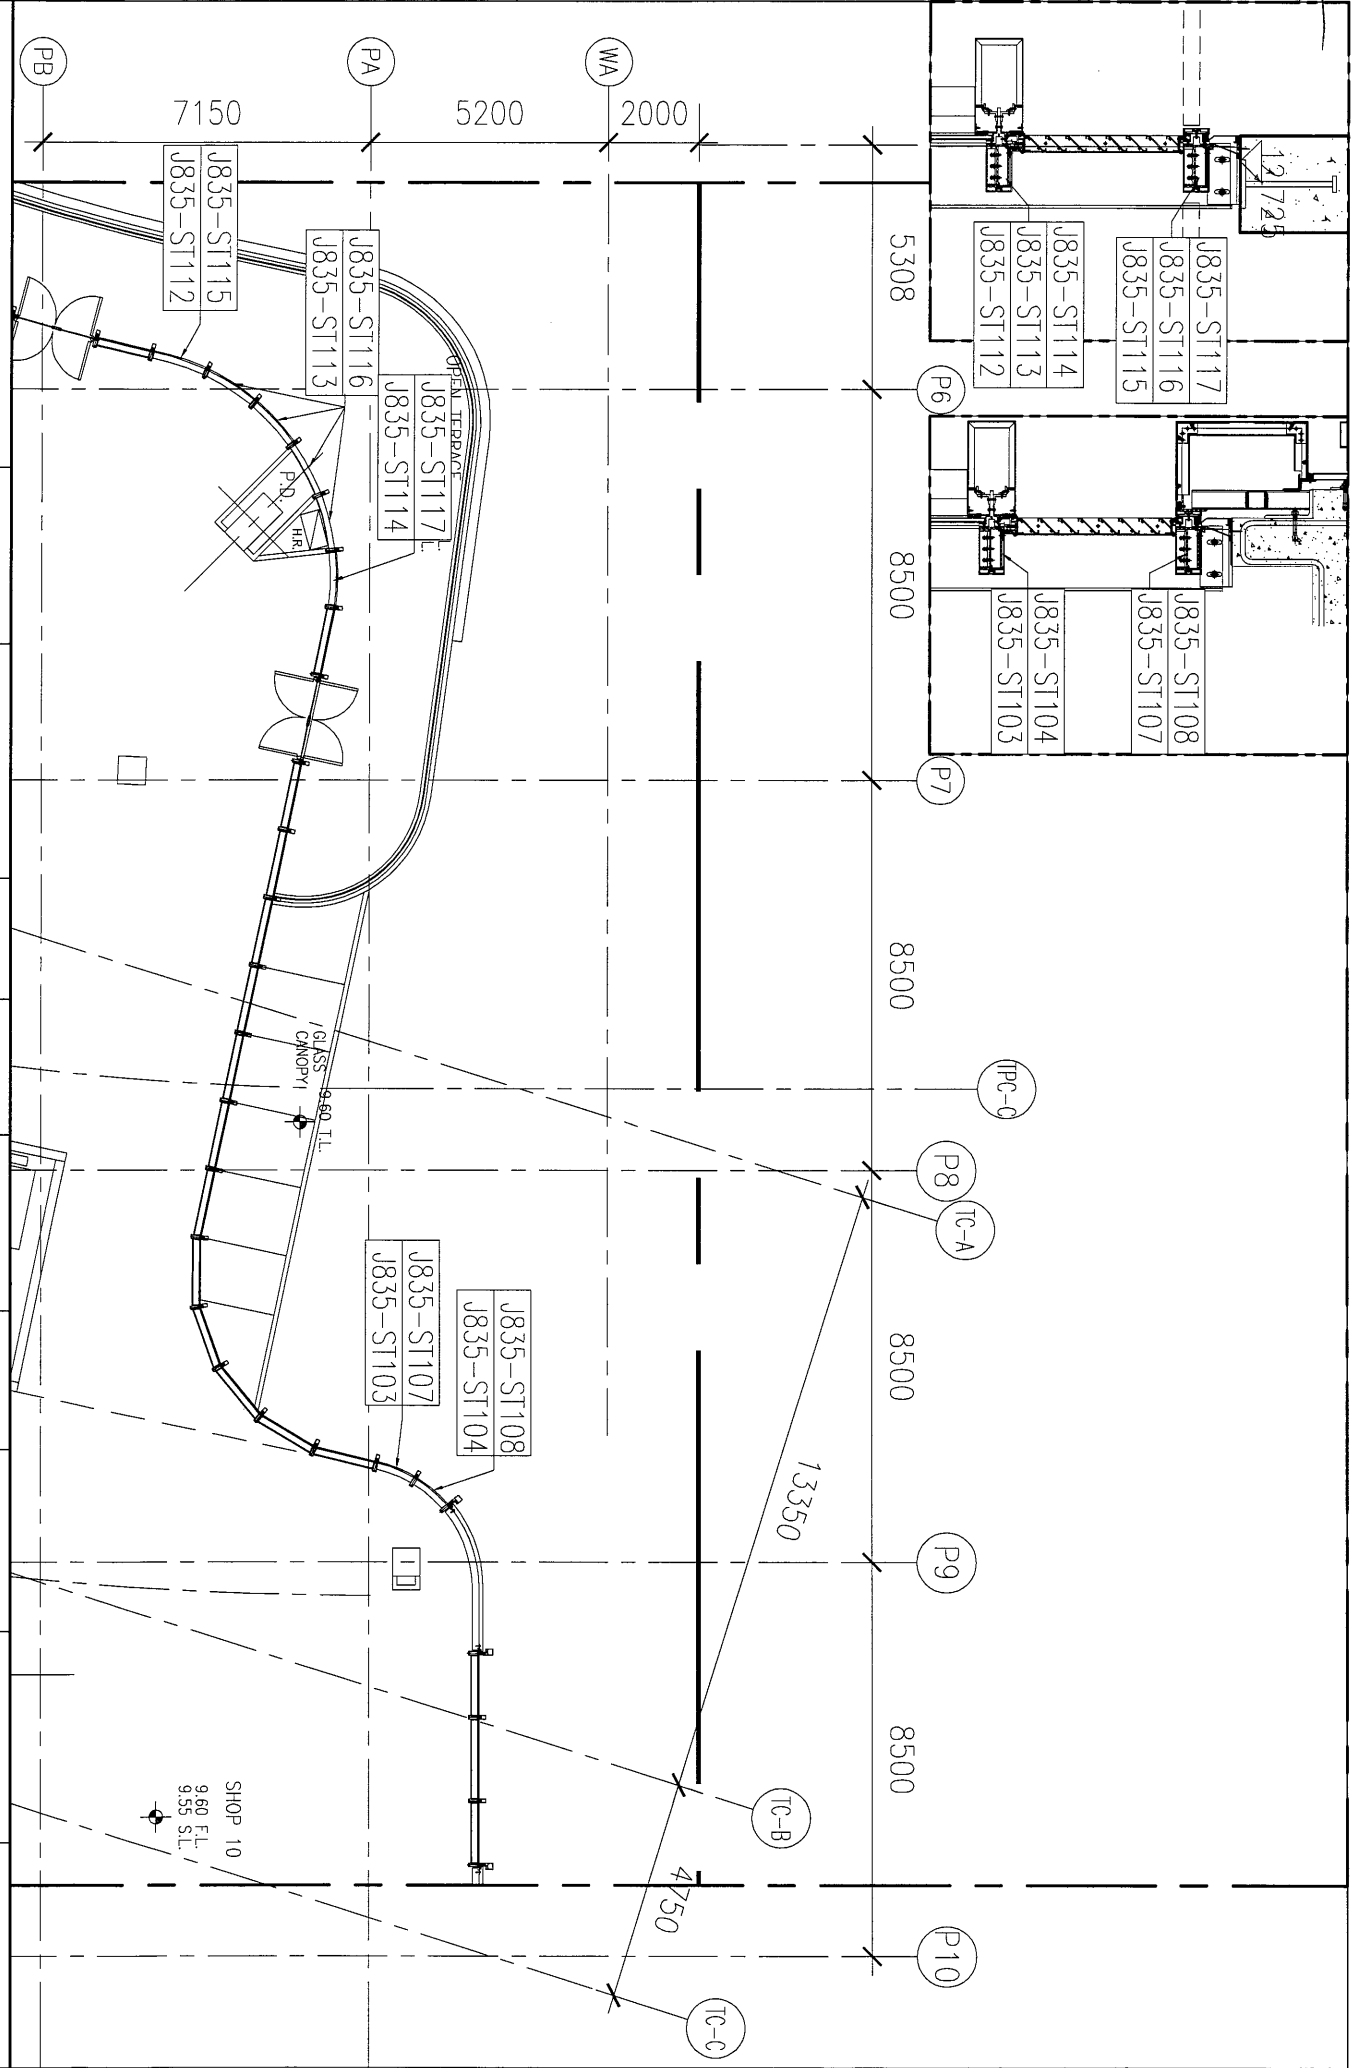 12.725
J835-ST117
J835-ST116
J835-ST115
J835-ST114
J835-ST113
J835-ST112
J835-ST108
J835-ST107
J835-ST104
J835-ST103
P6
P7
TPC-C
P8
TC-A
P9
TC-B
P10
TC-C
5308
8500
8500
8500
8500
13350
4750
2000
WA
5200
PA
7150
PB
J835-ST115
J835-ST112
J835-ST116
J835-ST113
J835-ST117
J835-ST114
OPEN TERRACE
P.D.
H.R.
GLASS
CANOPY
9.60 T.L.
J835-ST108
J835-ST104
J835-ST107
J835-ST103
SHOP 10
9.60 F.L.
9.55 S.L.